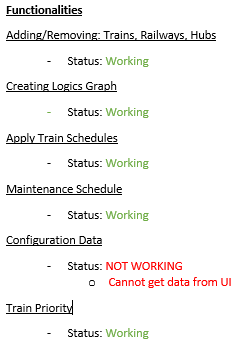 Functionalities
Adding/Removing: Trains, Railways, Hubs
- Status: Working
Creating Logics Graph
- Status: Working
Apply Train Schedules
- Status: Working
Maintenance Schedule
- Status: Working
Configuration Data
- Status: NOT WORKING
o Cannot get data from UI
Train Priority
- Status: Working